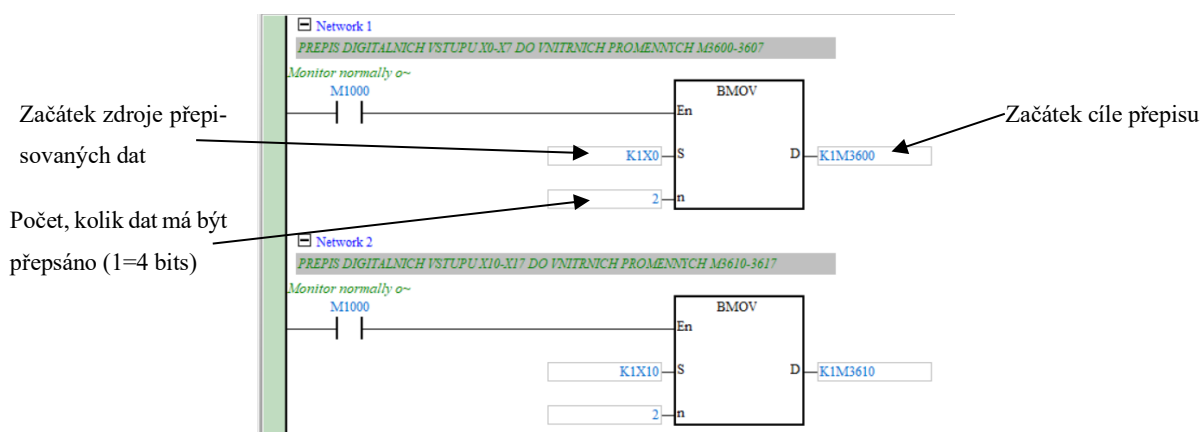 Network 1
PREPIS DIGITALNICH VSTUPU X0-X7 DO VNITRNICH PROMENNYCH M3600-3607
Monitor normally o~
M1000
BMOV
En
Začátek zdroje přepi-
sovaných dat
K1X0
S
D
K1M3600
Začátek cíle přepisu
2
n
Počet, kolik dat má být
přepsáno (1=4 bits)
Network 2
PREPIS DIGITALNICH VSTUPU X10-X17 DO VNITRNICH PROMENNYCH M3610-3617
Monitor normally o~
M1000
BMOV
En
K1X10
S
D
K1M3610
2
n